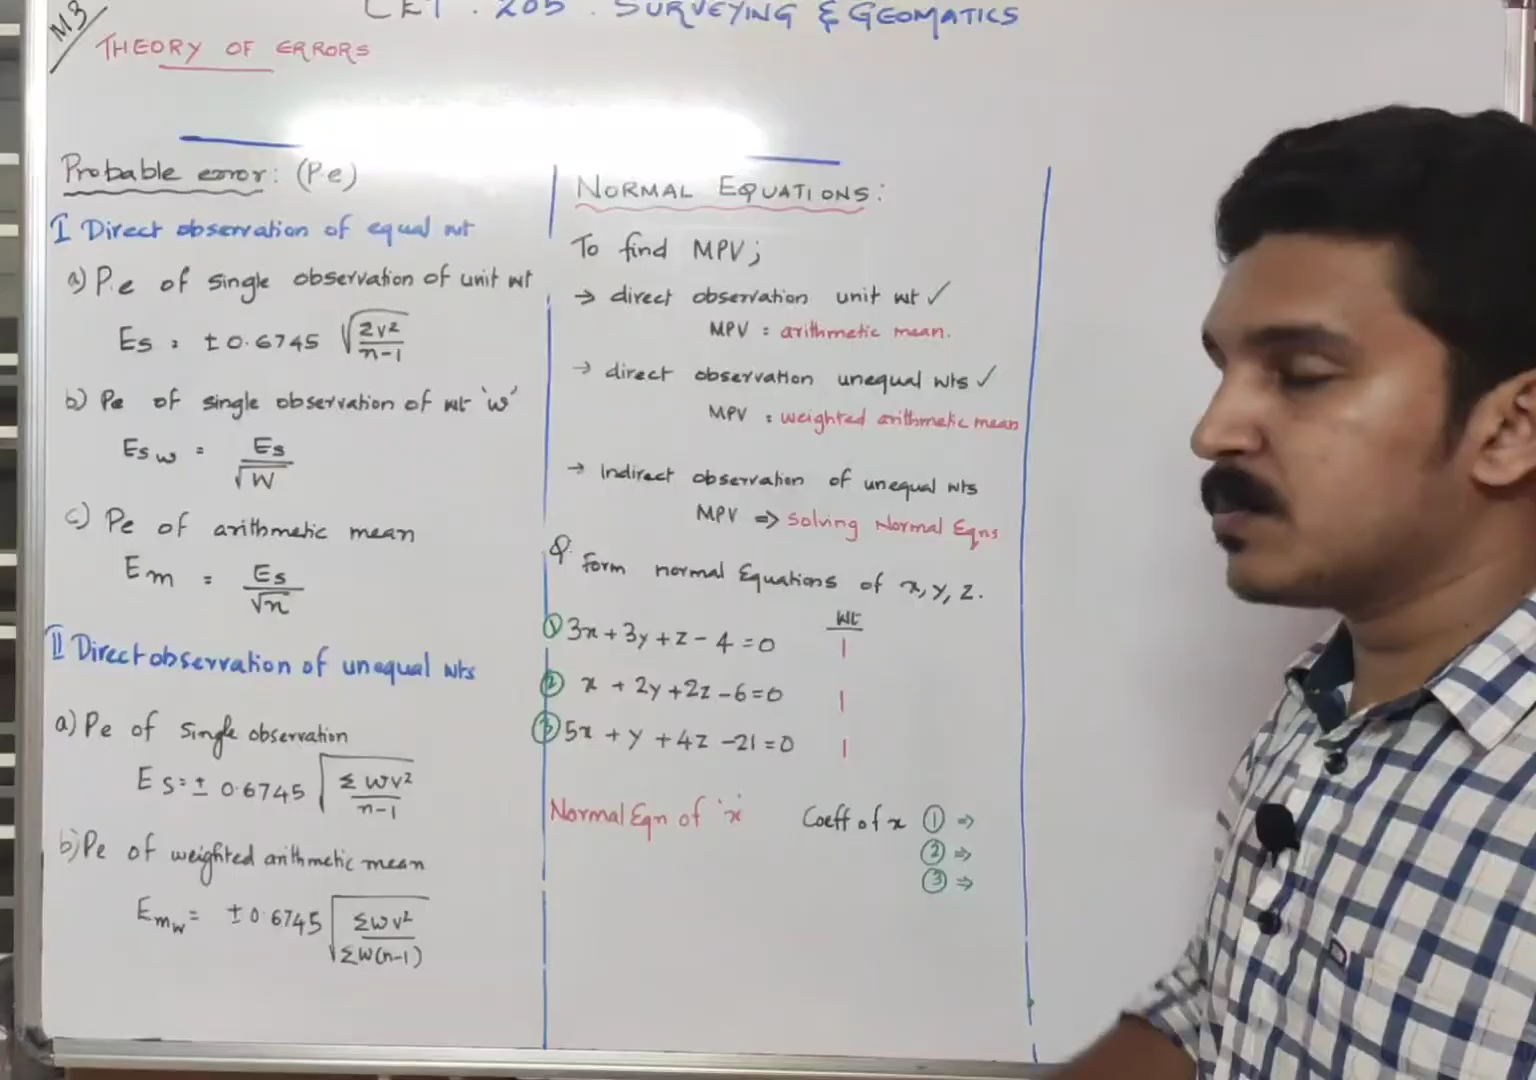 M3
CET . 205 . SURVEYING & GEOMATICS
THEORY OF ERRORS
Probable error: (P.e)
I Direct observation of equal wt
a) P.e of single observation of unit wt
Es = ± 0.6745 √(Σv²/n-1)
b) Pe of single observation of wt 'w'
Es w = Es/√W
c) Pe of arithmetic mean
Em = Es/√n
II Direct observation of unequal wts
a) Pe of Single observation
Es = ± 0.6745 √(Σwv²/n-1)
b) Pe of weighted arithmetic mean
Emw = ± 0.6745 √(Σwv²/Σw(n-1))
NORMAL EQUATIONS:
To find MPV;
→ direct observation unit wt ✓
MPV = arithmetic mean.
→ direct observation unequal wts ✓
MPV = weighted arithmetic mean
→ Indirect observation of unequal wts
MPV ⇒ solving Normal Eqns
Q. Form normal Equations of x, y, z.
Wt
① 3x + 3y + z - 4 = 0 1
② x + 2y + 2z - 6 = 0 1
③ 5x + y + 4z - 21 = 0 1
Normal Eqn of 'x' Coeff of x ① ⇒
② ⇒
③ ⇒